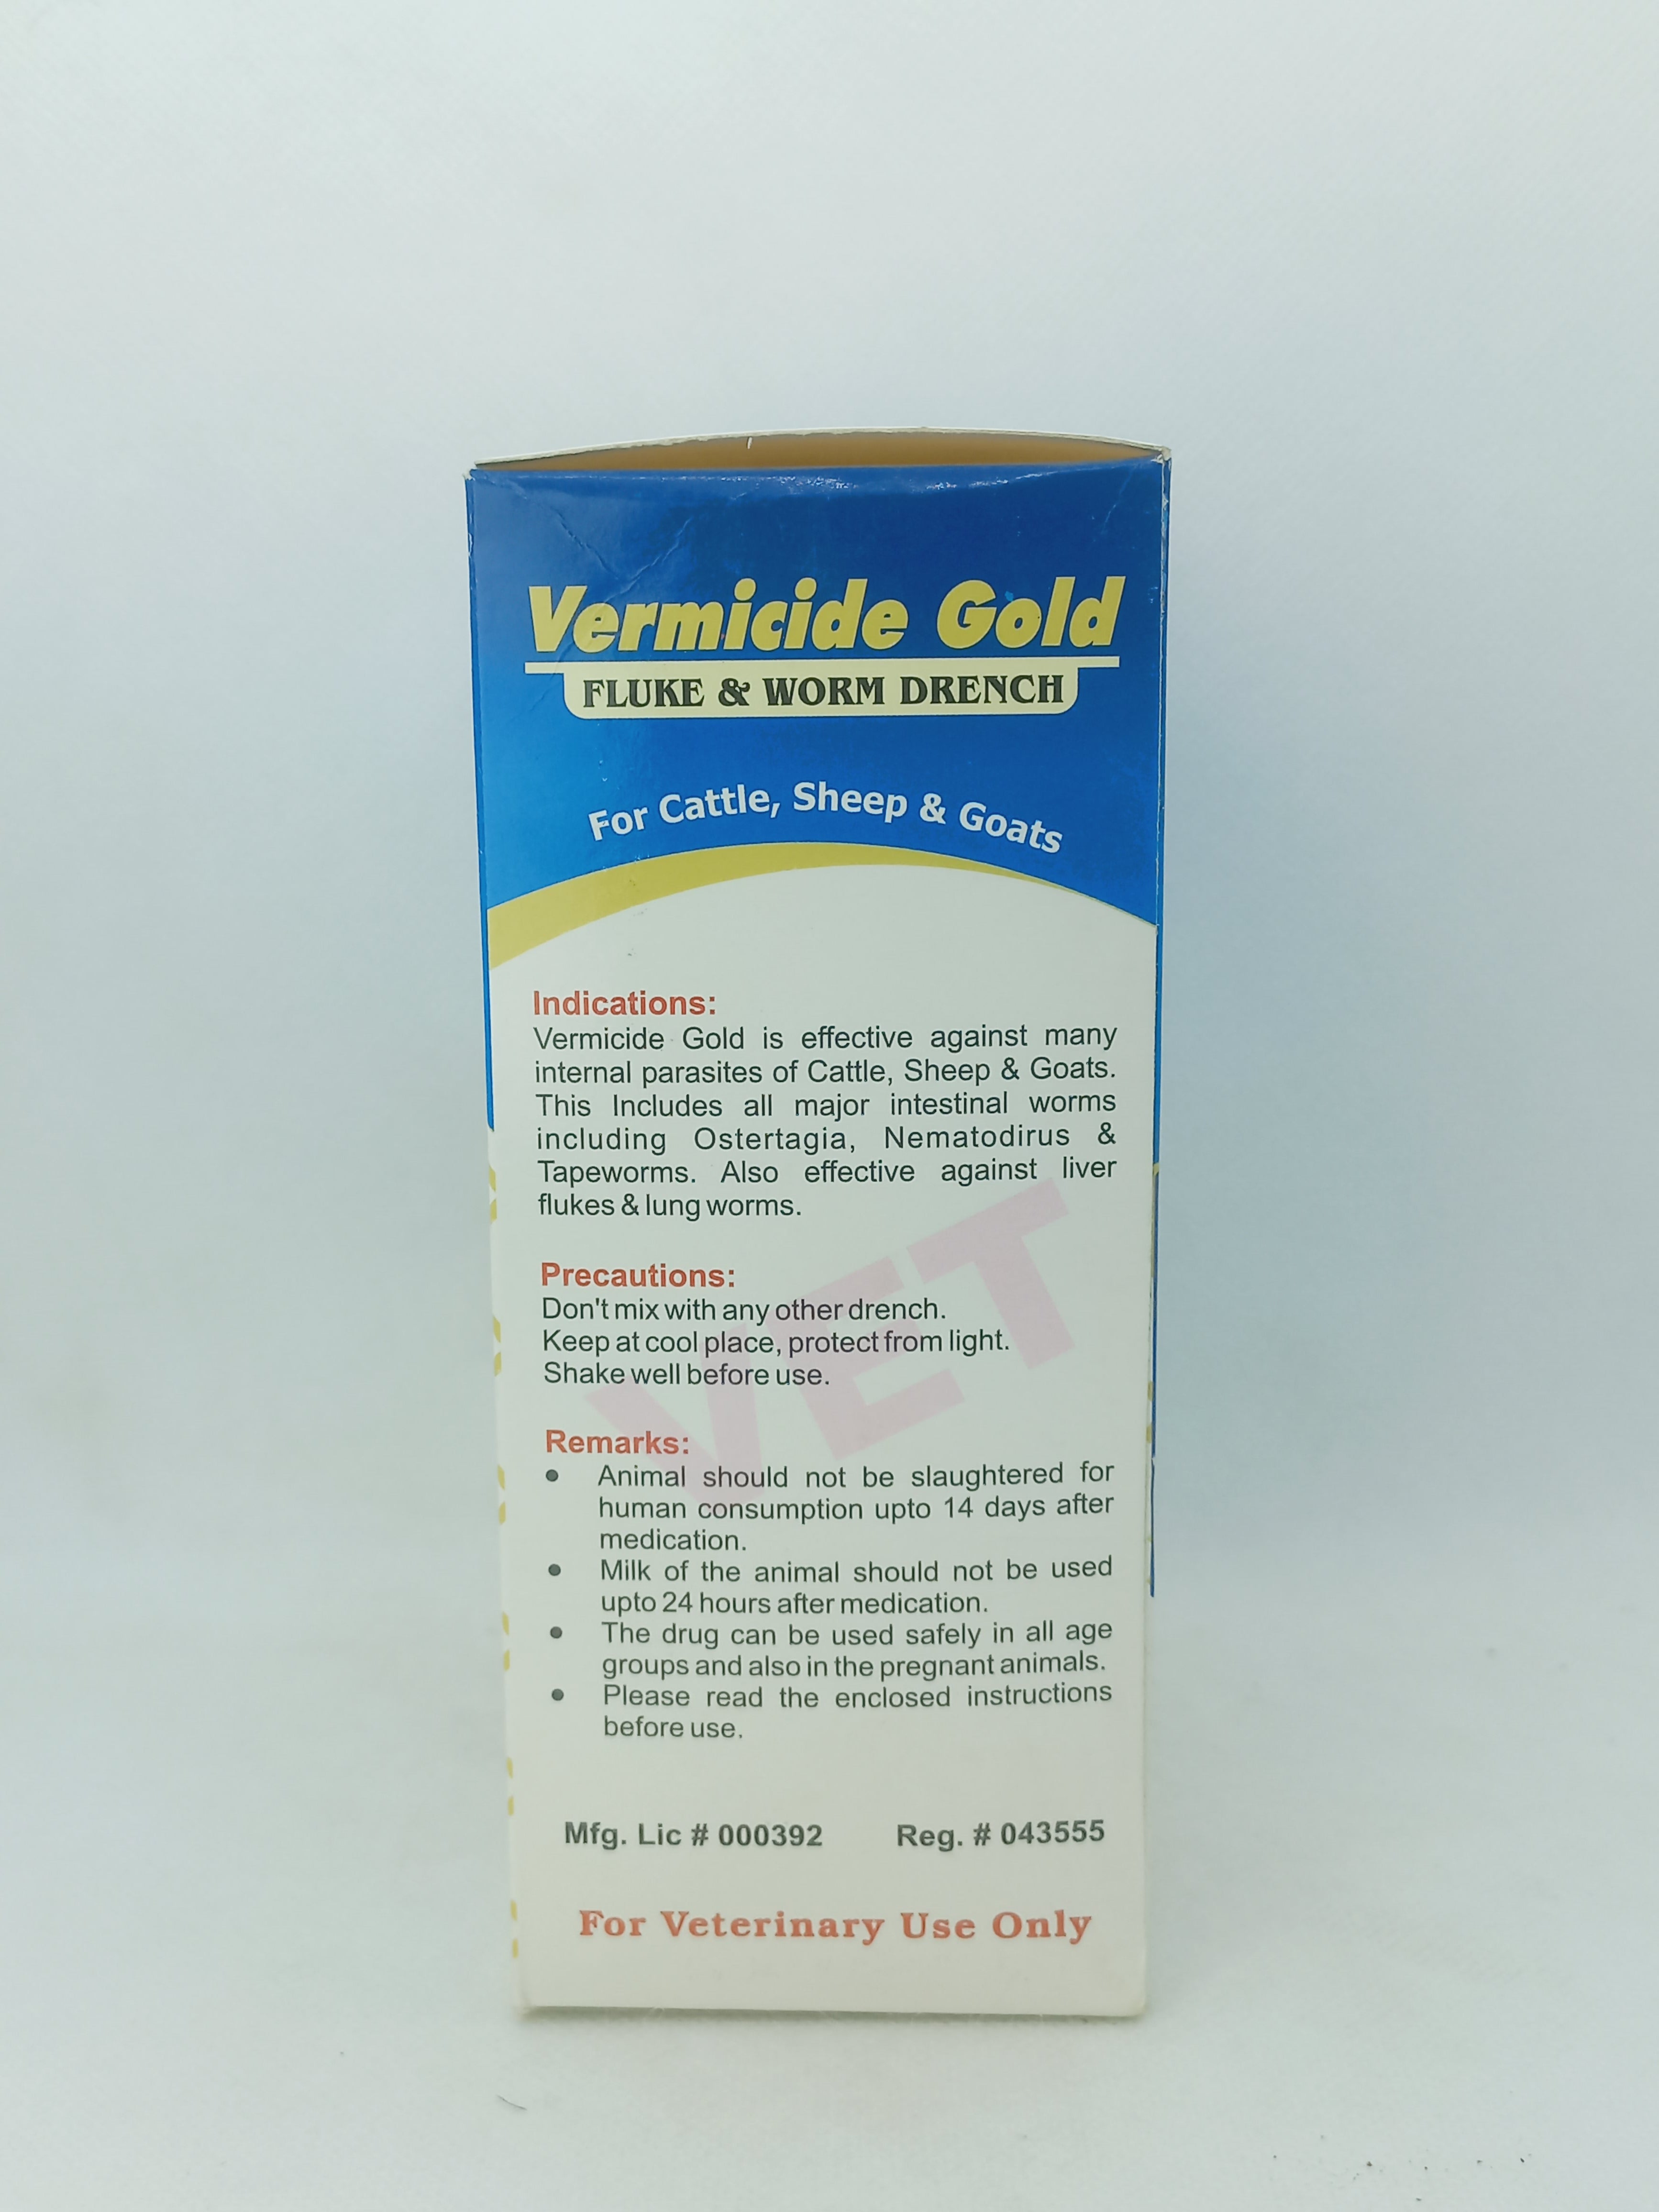 Vermicide Gold
FLUKE & WORM DRENCH
For Cattle, Sheep & Goats
Indications:
Vermicide Gold is effective against many
internal parasites of Cattle, Sheep & Goats.
This Includes all major intestinal worms
including Ostertagia, Nematodirus &
Tapeworms. Also effective against liver
flukes & lung worms.
Precautions:
Don't mix with any other drench.
Keep at cool place, protect from light.
Shake well before use.
VET
Remarks:
• Animal should not be slaughtered for
human consumption upto 14 days after
medication.
• Milk of the animal should not be used
upto 24 hours after medication.
• The drug can be used safely in all age
groups and also in the pregnant animals.
• Please read the enclosed instructions
before use.
Mfg. Lic # 000392 Reg. # 043555
For Veterinary Use Only